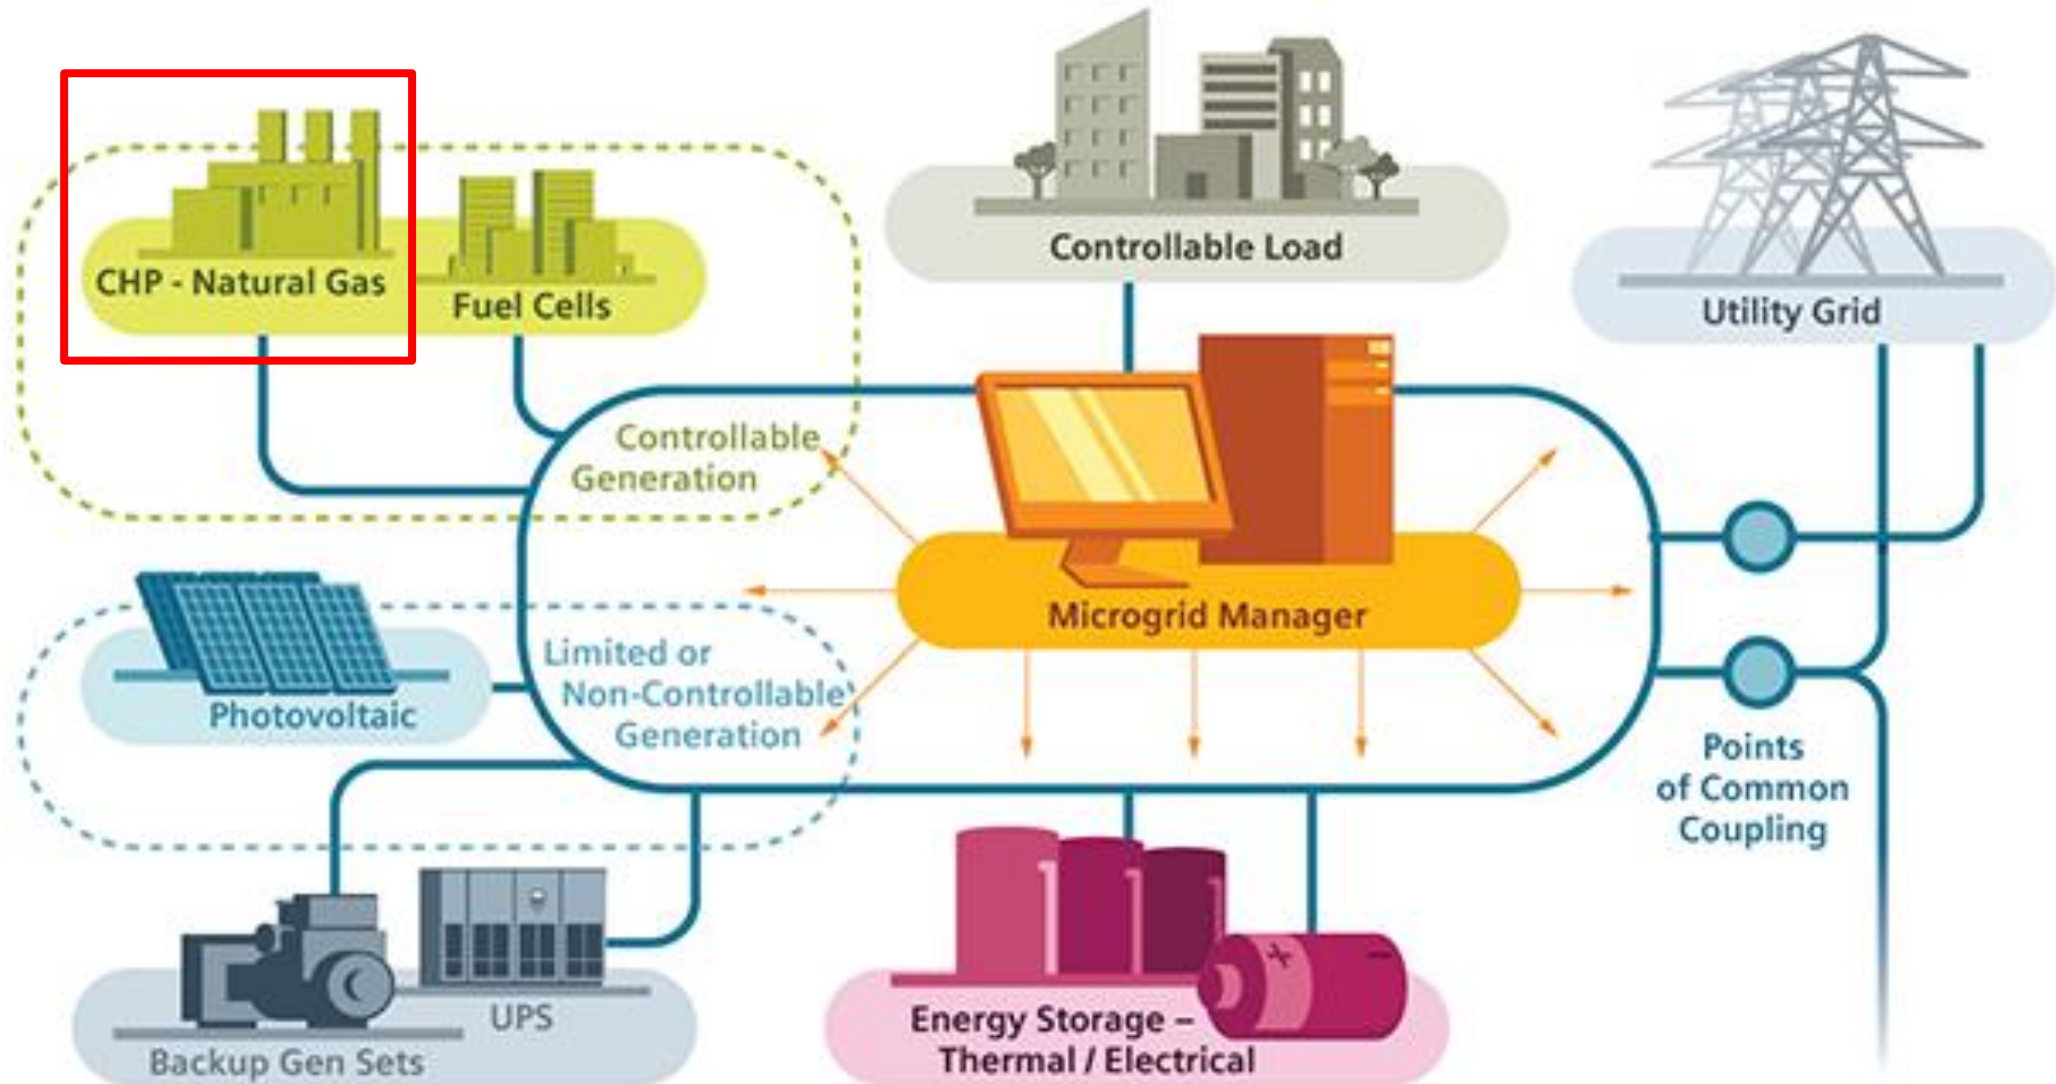 CHP - Natural Gas
Fuel Cells
Controllable Load
Utility Grid
Controllable
Generation
Microgrid Manager
Limited or
Non-Controllable
Generation
Photovoltaic
Points
of Common
Coupling
UPS
Backup Gen Sets
Energy Storage –
Thermal / Electrical